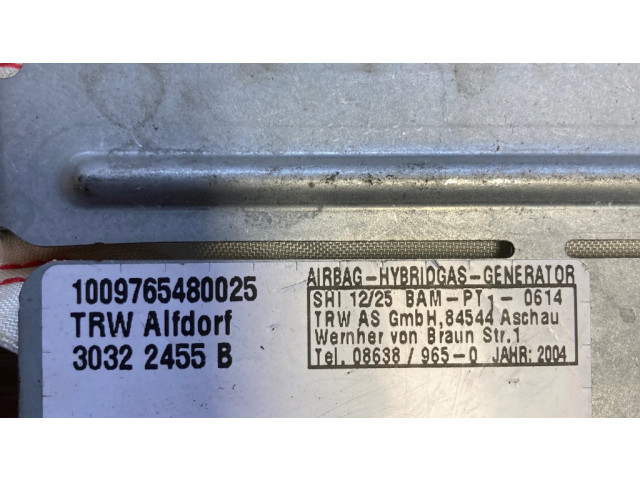 1009765480025
TRW Alfdorf
3032 2455 B
AIRBAG-HYBRIDGAS-GENERATOR
SHI 12/25 BAM-PT1-0614
TRW AS GmbH,84544 Aschau
Wernher von Braun Str.1
Tel. 08638 / 965-0 JAHR: 2004